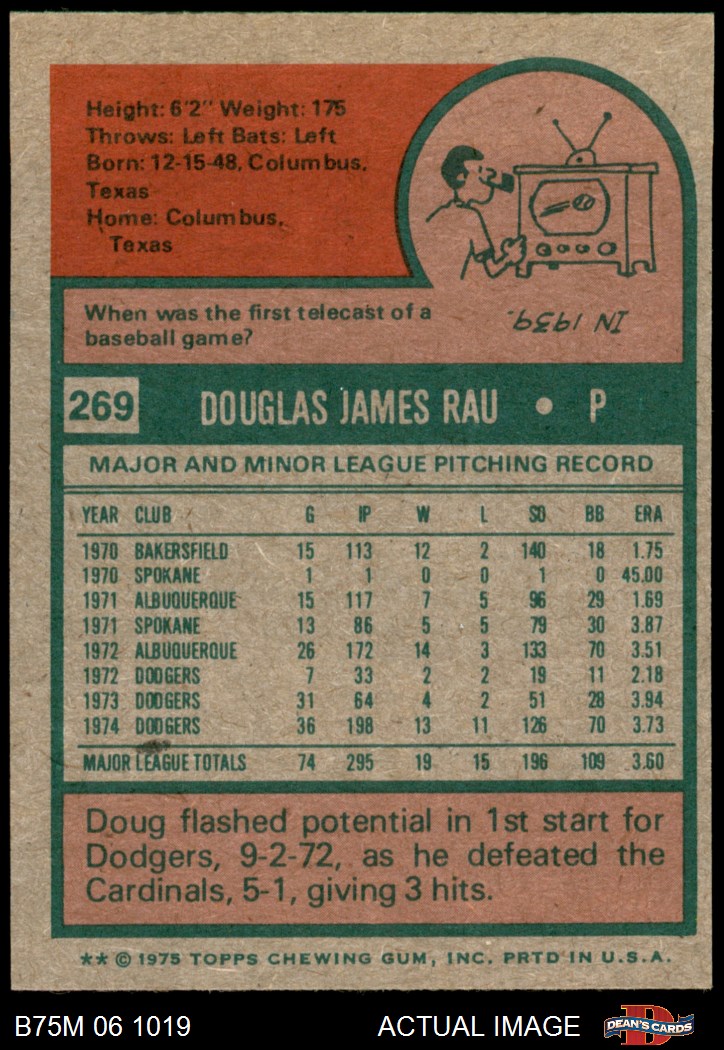 Height: 6'2" Weight: 175
Throws: Left Bats: Left
Born: 12-15-48, Columbus,
Texas
Home: Columbus,
Texas
When was the first telecast of a
baseball game?
IN 1939.
269 DOUGLAS JAMES RAU • P
MAJOR AND MINOR LEAGUE PITCHING RECORD
YEAR CLUB G IP W L SO BB ERA
1970 BAKERSFIELD 15 113 12 2 140 18 1.75
1970 SPOKANE 1 1 0 0 1 0 45.00
1971 ALBUQUERQUE 15 117 7 5 96 29 1.69
1971 SPOKANE 13 86 5 5 79 30 3.87
1972 ALBUQUERQUE 26 172 14 3 133 70 3.51
1972 DODGERS 7 33 2 2 19 11 2.18
1973 DODGERS 31 64 4 2 51 28 3.94
1974 DODGERS 36 198 13 11 126 70 3.73
MAJOR LEAGUE TOTALS 74 295 19 15 196 109 3.60
Doug flashed potential in 1st start for
Dodgers, 9-2-72, as he defeated the
Cardinals, 5-1, giving 3 hits.
** © 1975 TOPPS CHEWING GUM, INC. PRTD IN U.S.A.
B75M 06 1019 ACTUAL IMAGE D DEAN'S CARDS